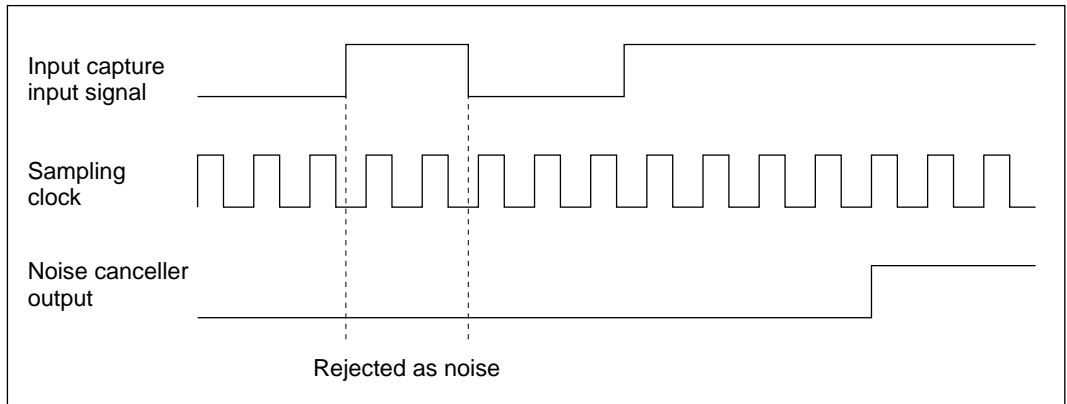 Input capture
input signal
Sampling
clock
Noise canceller
output
Rejected as noise